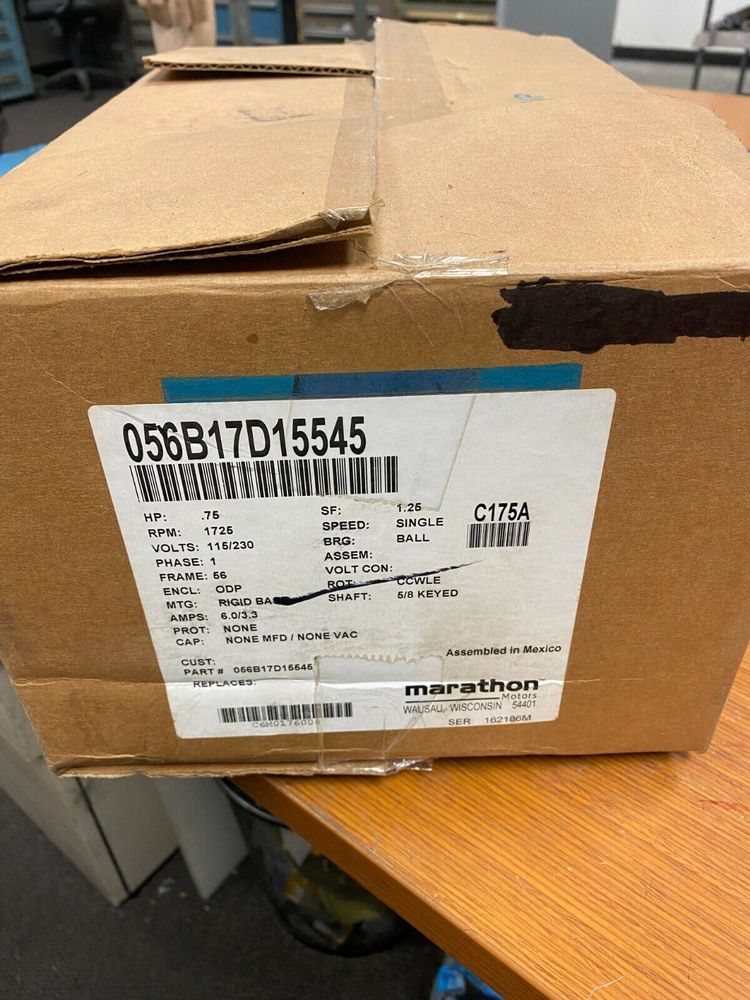 056B17D15545
HP: .75 SF: 1.25
RPM: 1725 SPEED: SINGLE C175A
VOLTS: 115/230 BRG: BALL
PHASE: 1 ASSEM:
FRAME: 56 VOLT CON:
ENCL: ODP ROT: CCWLE
MTG: RIGID SHAFT: 5/8 KEYED
AMPS: 6.0/3.3
PROT: NONE
CAP: NONE MFD / NONE VAC
CUST: Assembled in Mexico
PART # 056B17D15545
REPLACES:
marathon™
Motors
WAUSAU, WISCONSIN 54401
SER: 162186M